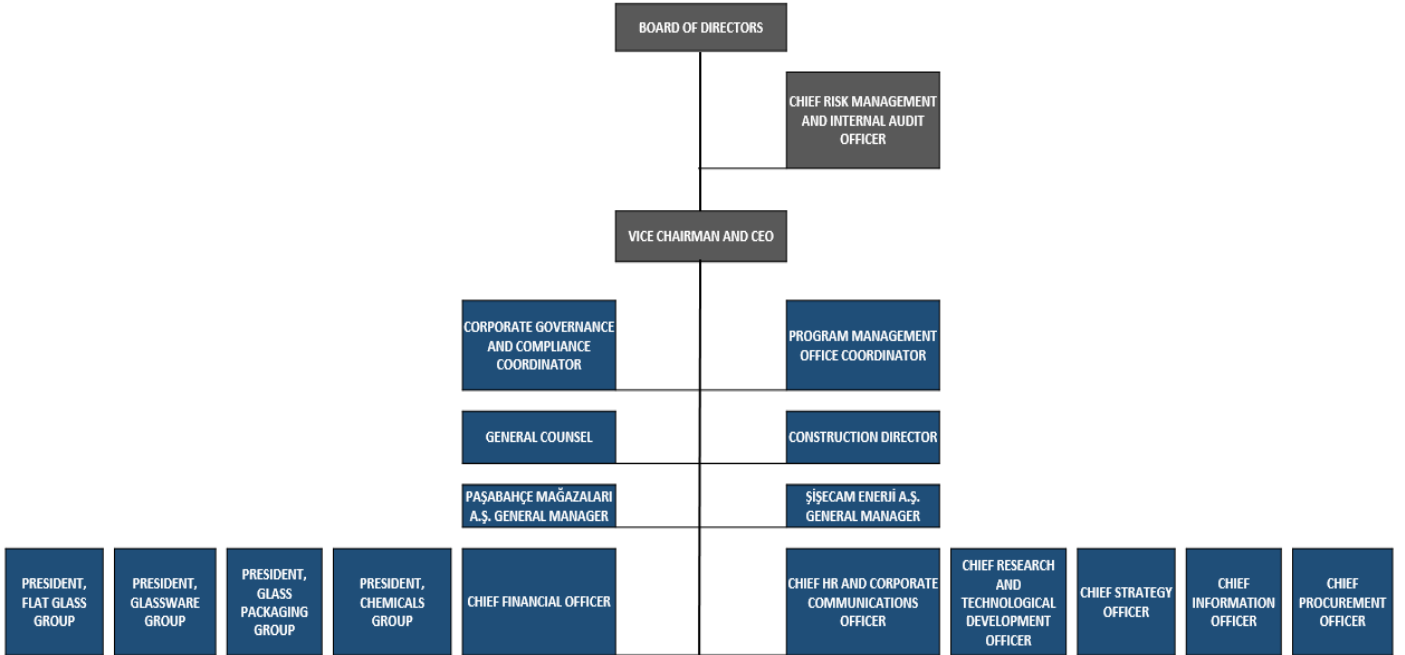 BOARD OF DIRECTORS
CHIEF RISK MANAGEMENT
AND INTERNAL AUDIT
OFFICER
VICE CHAIRMAN AND CEO
CORPORATE GOVERNANCE
AND COMPLIANCE
COORDINATOR
PROGRAM MANAGEMENT
OFFICE COORDINATOR
GENERAL COUNSEL
CONSTRUCTION DIRECTOR
PAŞABAHÇE MAĞAZALARI
A.Ş. GENERAL MANAGER
ŞİŞECAM ENERJİ A.Ş.
GENERAL MANAGER
PRESIDENT,
FLAT GLASS
GROUP
PRESIDENT,
GLASSWARE
GROUP
PRESIDENT,
GLASS
PACKAGING
GROUP
PRESIDENT,
CHEMICALS
GROUP
CHIEF FINANCIAL OFFICER
CHIEF HR AND CORPORATE
COMMUNICATIONS
OFFICER
CHIEF RESEARCH
AND
TECHNOLOGICAL
DEVELOPMENT
OFFICER
CHIEF STRATEGY
OFFICER
CHIEF
INFORMATION
OFFICER
CHIEF
PROCUREMENT
OFFICER